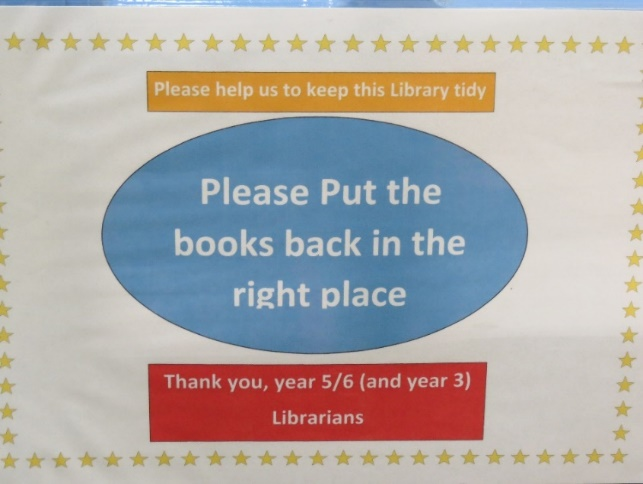 Please help us to keep this Library tidy
Please Put the
books back in the
right place
Thank you, year 5/6 (and year 3)
Librarians